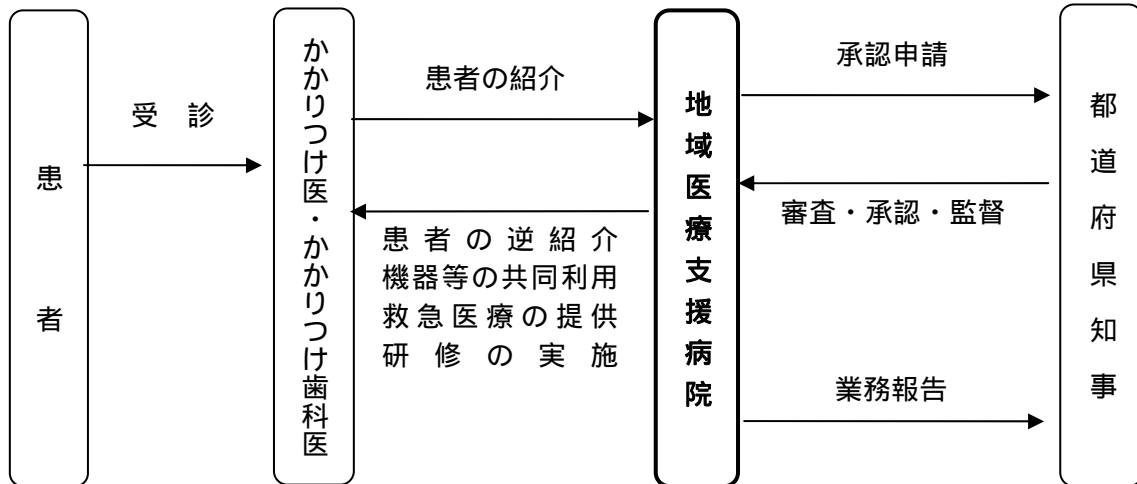 患者
受 診
かかりつけ医・かかりつけ歯科医
患者の紹介
患者の逆紹介
機器等の共同利用
救急医療の提供
研修の実施
地域医療支援病院
承認申請
審査・承認・監督
業務報告
都道府県知事